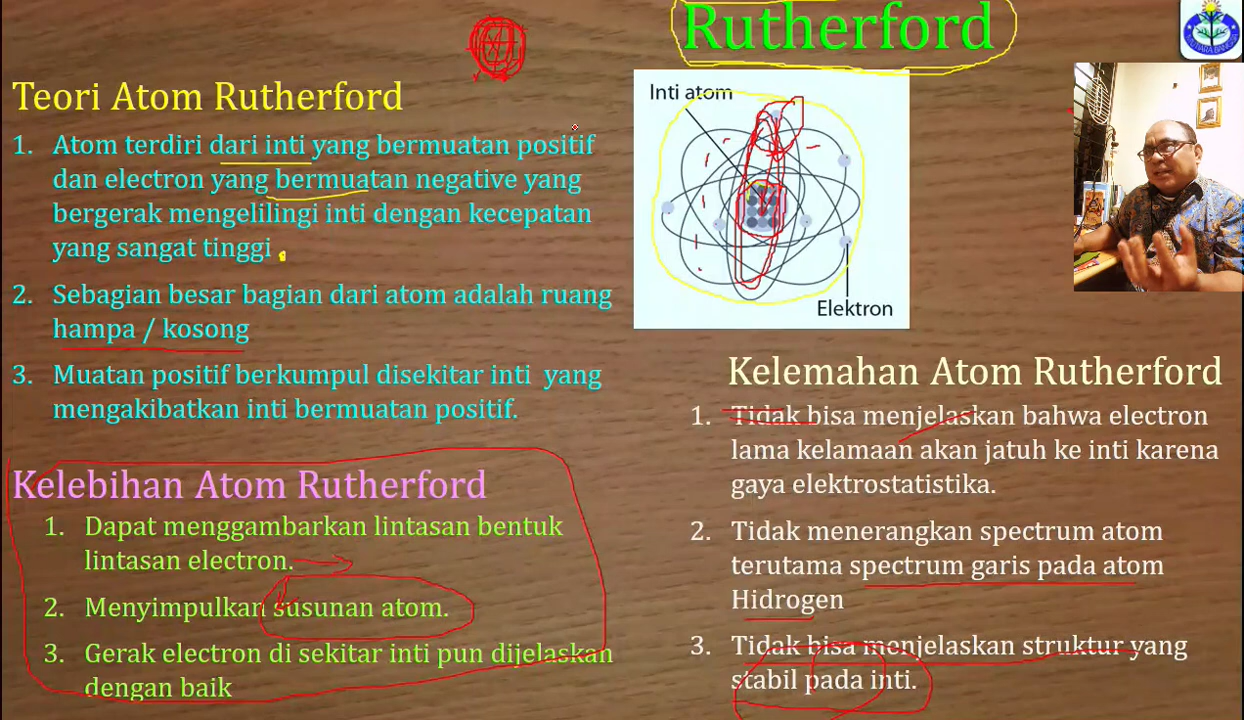 Rutherford
Teori Atom Rutherford
1. Atom terdiri dari inti yang bermuatan positif
dan electron yang bermuatan negative yang
bergerak mengelilingi inti dengan kecepatan
yang sangat tinggi
2. Sebagian besar bagian dari atom adalah ruang
hampa / kosong
3. Muatan positif berkumpul disekitar inti yang
mengakibatkan inti bermuatan positif.
Kelebihan Atom Rutherford
1. Dapat menggambarkan lintasan bentuk
lintasan electron.
2. Menyimpulkan susunan atom.
3. Gerak electron di sekitar inti pun dijelaskan
dengan baik
Inti atom
Elektron
Kelemahan Atom Rutherford
1. Tidak bisa menjelaskan bahwa electron
lama kelamaan akan jatuh ke inti karena
gaya elektrostatistika.
2. Tidak menerangkan spectrum atom
terutama spectrum garis pada atom
Hidrogen
3. Tidak bisa menjelaskan struktur yang
stabil pada inti.